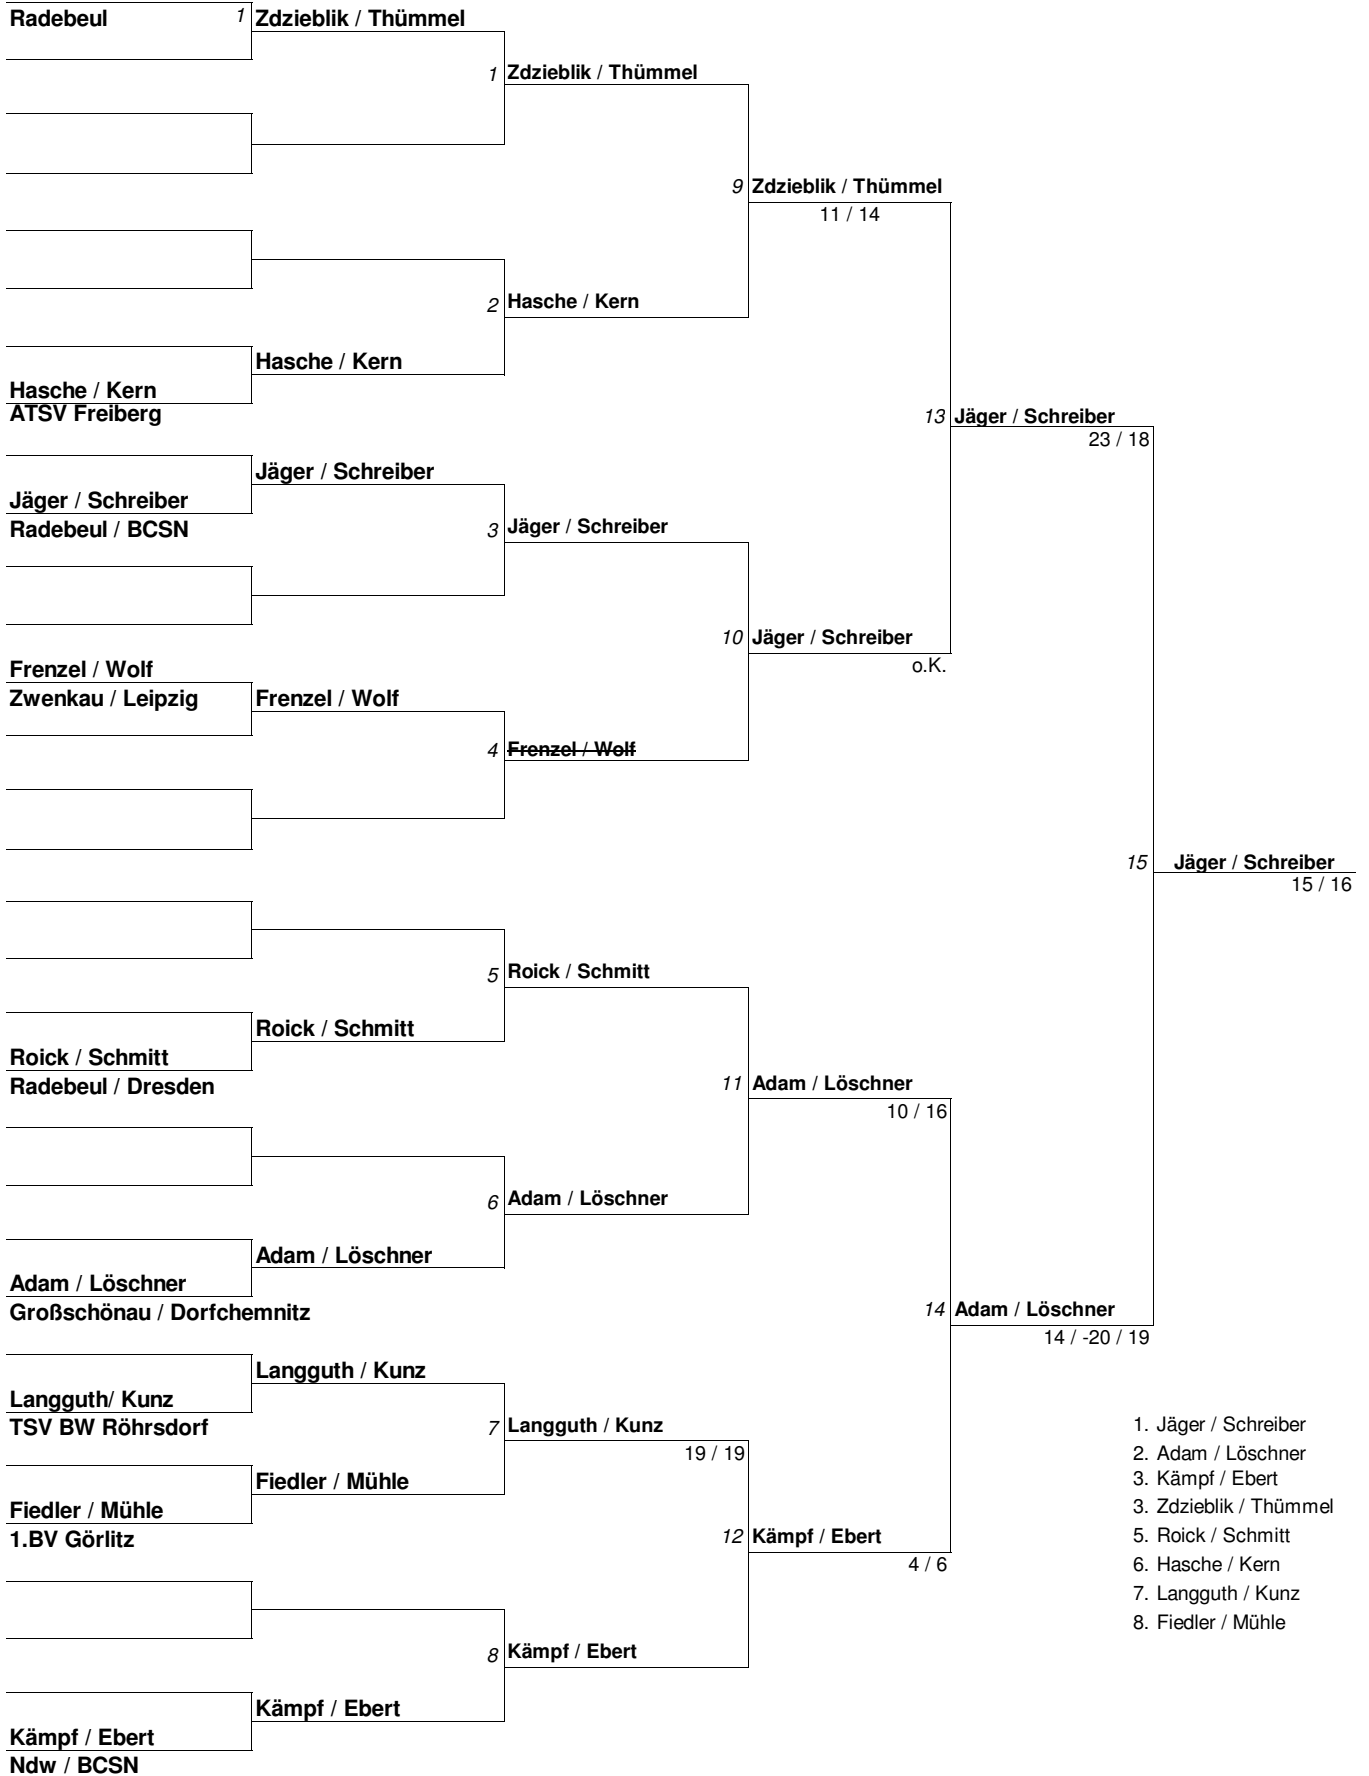 Radebeul
1 Zdzieblik / Thümmel
1 Zdzieblik / Thümmel
9 Zdzieblik / Thümmel
11 / 14
2 Hasche / Kern
Hasche / Kern
Hasche / Kern
ATSV Freiberg
13 Jäger / Schreiber
23 / 18
Jäger / Schreiber
Jäger / Schreiber
Radebeul / BCSN
3 Jäger / Schreiber
10 Jäger / Schreiber
o.K.
Frenzel / Wolf
Zwenkau / Leipzig
Frenzel / Wolf
4 Frenzel / Wolf
15 Jäger / Schreiber
15 / 16
5 Roick / Schmitt
Roick / Schmitt
Roick / Schmitt
Radebeul / Dresden
11 Adam / Löschner
10 / 16
6 Adam / Löschner
Adam / Löschner
Adam / Löschner
Großschönau / Dorfchemnitz
14 Adam / Löschner
14 / -20 / 19
Langguth / Kunz
Langguth/ Kunz
TSV BW Röhrsdorf
7 Langguth / Kunz
19 / 19
Fiedler / Mühle
Fiedler / Mühle
1.BV Görlitz
12 Kämpf / Ebert
4 / 6
8 Kämpf / Ebert
Kämpf / Ebert
Kämpf / Ebert
Ndw / BCSN
1. Jäger / Schreiber
2. Adam / Löschner
3. Kämpf / Ebert
3. Zdzieblik / Thümmel
5. Roick / Schmitt
6. Hasche / Kern
7. Langguth / Kunz
8. Fiedler / Mühle